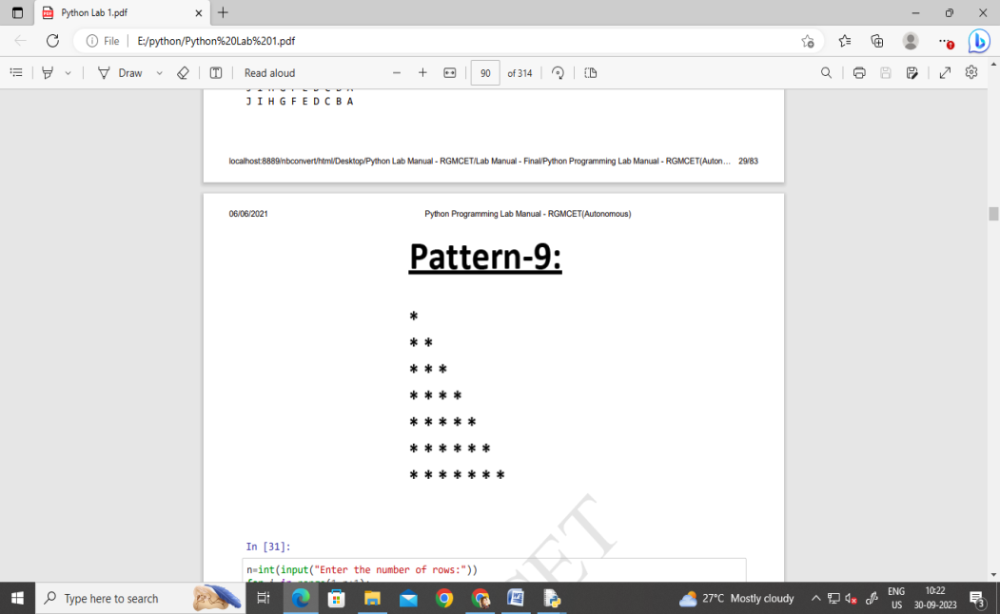 Python Lab 1.pdf
File E:/python/Python%20Lab%201.pdf
Draw Read aloud 90 of 314
J I H G F E D C B A
localhost:8889/nbconvert/html/Desktop/Python Lab Manual - RGMCET/Lab Manual - Final/Python Programming Lab Manual - RGMCET(Auton… 29/83
06/06/2021 Python Programming Lab Manual - RGMCET(Autonomous)
Pattern-9:
*
* *
* * *
* * * *
* * * * *
* * * * * *
* * * * * * *
CET
In [31]:
n=int(input("Enter the number of rows:"))
Type here to search
27°C Mostly cloudy
ENG
US
10:22
30-09-2023
3